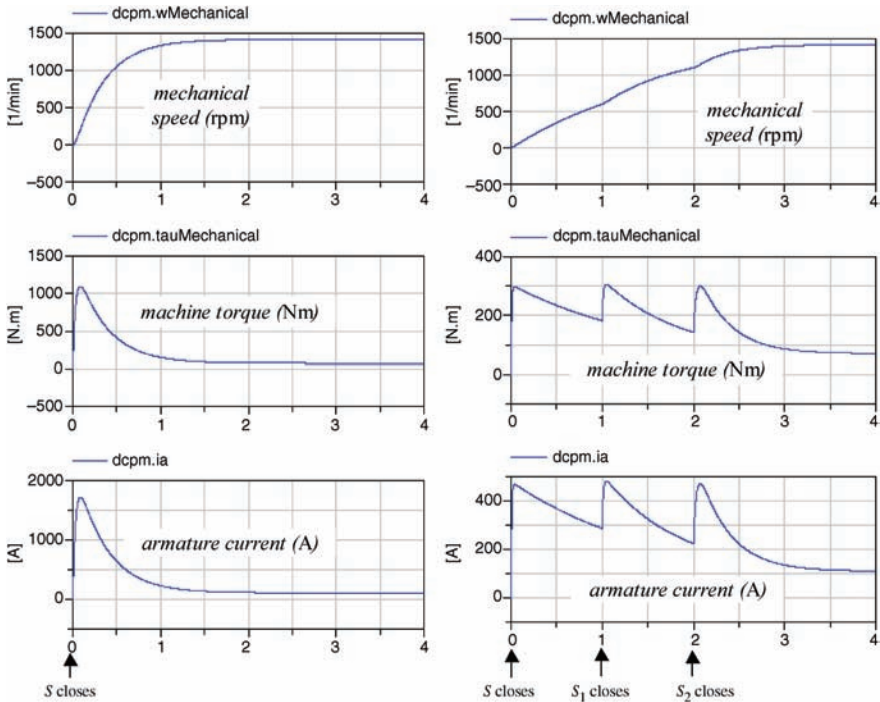 dcpm.wMechanical
1500
1000
500
0
−500
[1/min]
mechanical
speed (rpm)
0 1 2 3 4
dcpm.tauMechanical
1500
1000
500
0
−500
[N.m]
machine torque (Nm)
0 1 2 3 4
dcpm.ia
2000
1000
0
[A]
armature current (A)
0 1 2 3 4
S closes
dcpm.wMechanical
1500
1000
500
0
−500
[1/min]
mechanical
speed (rpm)
0 1 2 3 4
dcpm.tauMechanical
400
200
0
[N.m]
machine torque (Nm)
0 1 2 3 4
dcpm.ia
400
200
0
[A]
armature current (A)
0 1 2 3 4
S closes S1 closes S2 closes